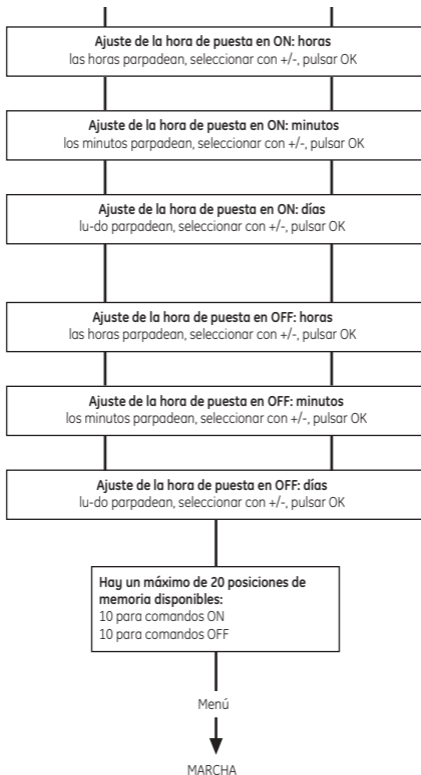 Ajuste de la hora de puesta en ON: horas
las horas parpadean, seleccionar con +/-, pulsar OK
Ajuste de la hora de puesta en ON: minutos
los minutos parpadean, seleccionar con +/-, pulsar OK
Ajuste de la hora de puesta en ON: días
lu-do parpadean, seleccionar con +/-, pulsar OK
Ajuste de la hora de puesta en OFF: horas
las horas parpadean, seleccionar con +/-, pulsar OK
Ajuste de la hora de puesta en OFF: minutos
los minutos parpadean, seleccionar con +/-, pulsar OK
Ajuste de la hora de puesta en OFF: días
lu-do parpadean, seleccionar con +/-, pulsar OK
Hay un máximo de 20 posiciones de
memoria disponibles:
10 para comandos ON
10 para comandos OFF
Menú
MARCHA